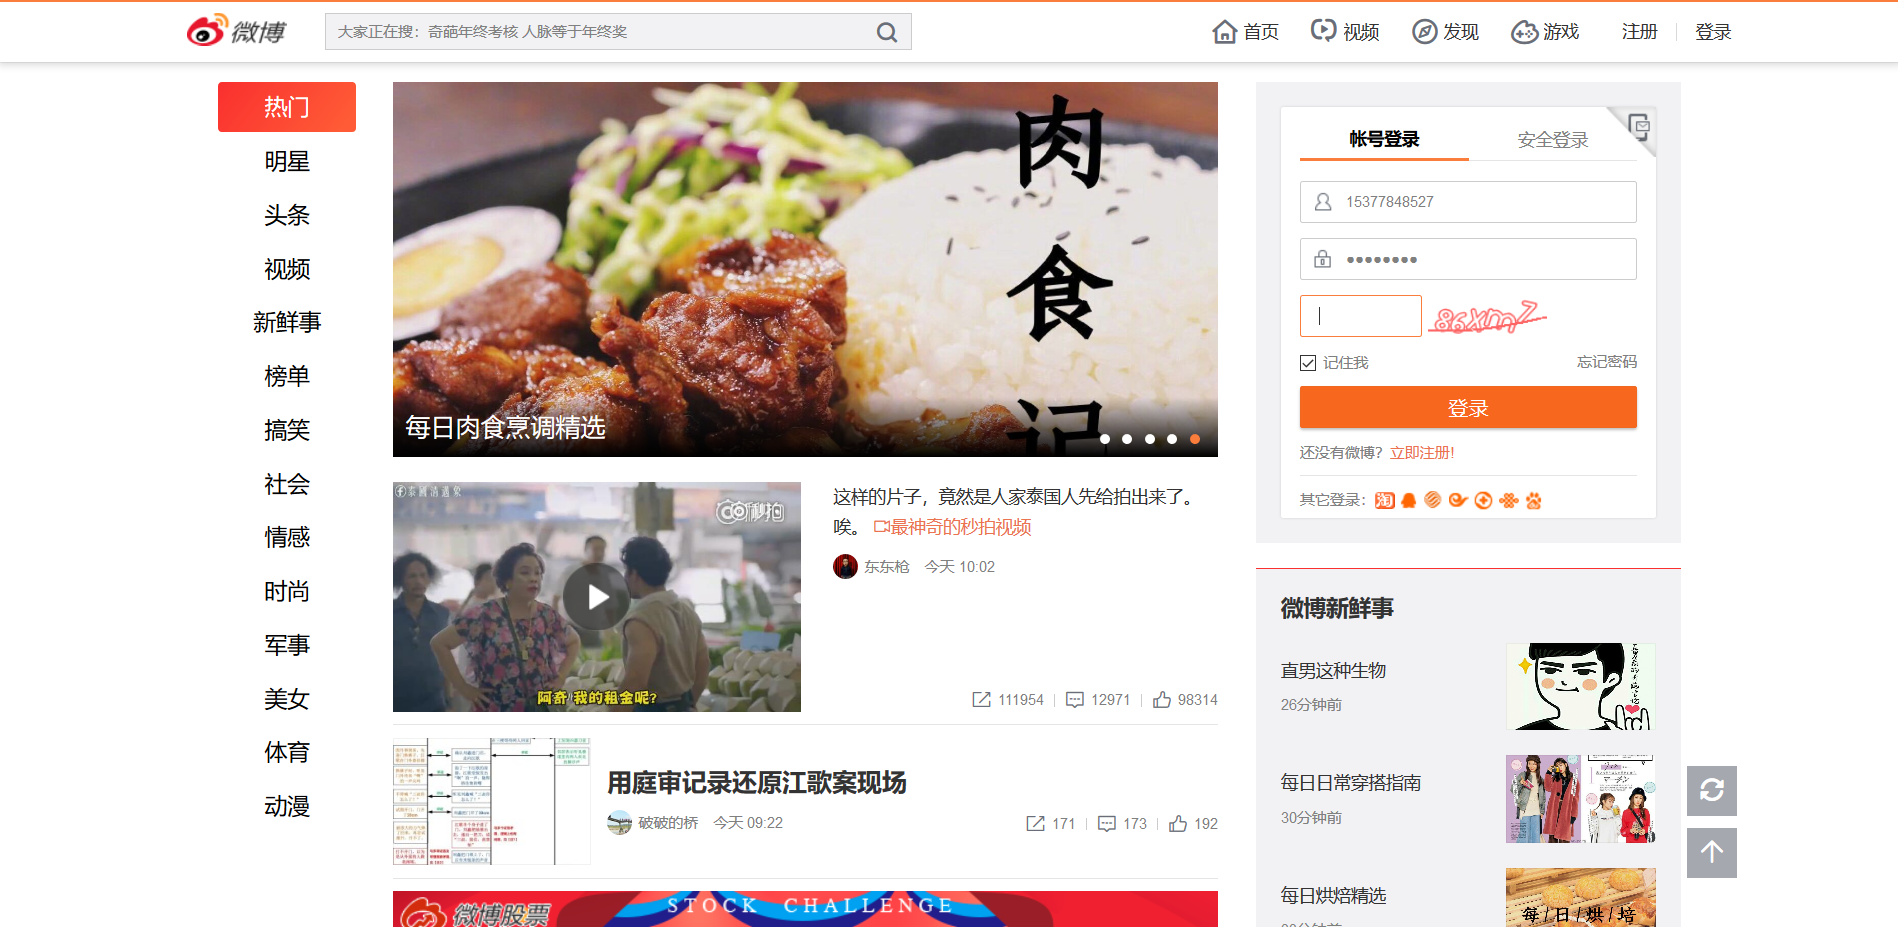 微博
大家正在搜：奇葩年终考核 人脉等于年终奖
首页
视频
发现
游戏
注册
登录
热门
明星
头条
视频
新鲜事
榜单
搞笑
社会
情感
时尚
军事
美女
体育
动漫
肉食记
每日肉食烹调精选
秒拍
阿奇 我的租金呢?
这样的片子，竟然是人家泰国人先给拍出来了。
唉。 最神奇的秒拍视频
东东枪 今天 10:02
111954
12971
98314
用庭审记录还原江歌案现场
破破的桥 今天 09:22
171
173
192
微博股票
STOCK CHALLENGE
帐号登录
安全登录
15377848527
86xm7
记住我
忘记密码
登录
还没有微博？立即注册!
其它登录：
淘
微博新鲜事
直男这种生物
26分钟前
每日日常穿搭指南
30分钟前
每日烘焙精选
每/日/烘/培